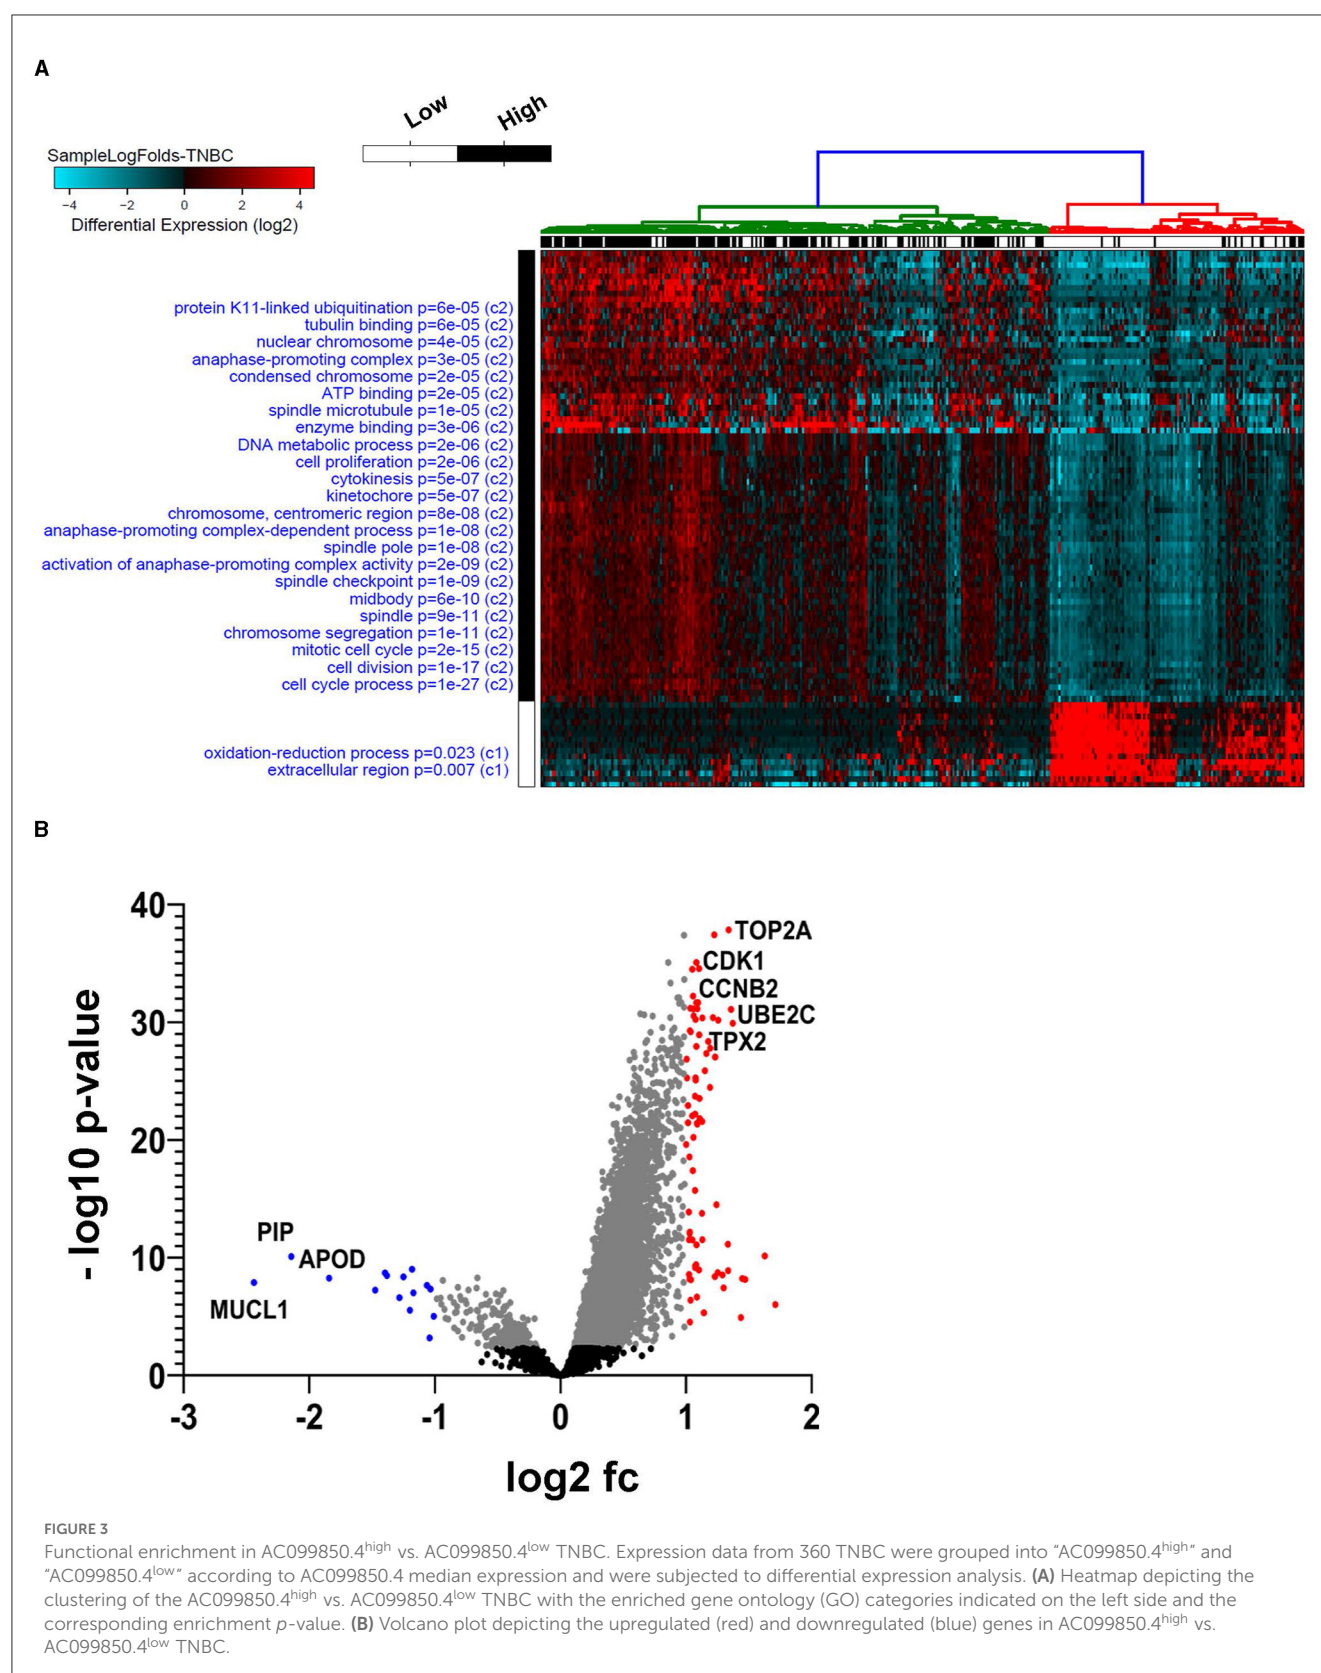 A
Low High
SampleLogFolds-TNBC
−4 −2 0 2 4
Differential Expression (log2)
protein K11-linked ubiquitination p=6e-05 (c2)
tubulin binding p=6e-05 (c2)
nuclear chromosome p=4e-05 (c2)
anaphase-promoting complex p=3e-05 (c2)
condensed chromosome p=2e-05 (c2)
ATP binding p=2e-05 (c2)
spindle microtubule p=1e-05 (c2)
enzyme binding p=3e-06 (c2)
DNA metabolic process p=2e-06 (c2)
cell proliferation p=2e-06 (c2)
cytokinesis p=5e-07 (c2)
kinetochore p=5e-07 (c2)
chromosome, centromeric region p=8e-08 (c2)
anaphase-promoting complex-dependent process p=1e-08 (c2)
spindle pole p=1e-08 (c2)
activation of anaphase-promoting complex activity p=2e-09 (c2)
spindle checkpoint p=1e-09 (c2)
midbody p=6e-10 (c2)
spindle p=9e-11 (c2)
chromosome segregation p=1e-11 (c2)
mitotic cell cycle p=2e-15 (c2)
cell division p=1e-17 (c2)
cell cycle process p=1e-27 (c2)
oxidation-reduction process p=0.023 (c1)
extracellular region p=0.007 (c1)
B
40
30
20
10
0
- log10 p-value
TOP2A
CDK1
CCNB2
UBE2C
TPX2
PIP
APOD
MUCL1
-3 -2 -1 0 1 2
log2 fc
FIGURE 3
Functional enrichment in AC099850.4high vs. AC099850.4low TNBC. Expression data from 360 TNBC were grouped into “AC099850.4high” and
“AC099850.4low” according to AC099850.4 median expression and were subjected to differential expression analysis. (A) Heatmap depicting the
clustering of the AC099850.4high vs. AC099850.4low TNBC with the enriched gene ontology (GO) categories indicated on the left side and the
corresponding enrichment p-value. (B) Volcano plot depicting the upregulated (red) and downregulated (blue) genes in AC099850.4high vs.
AC099850.4low TNBC.